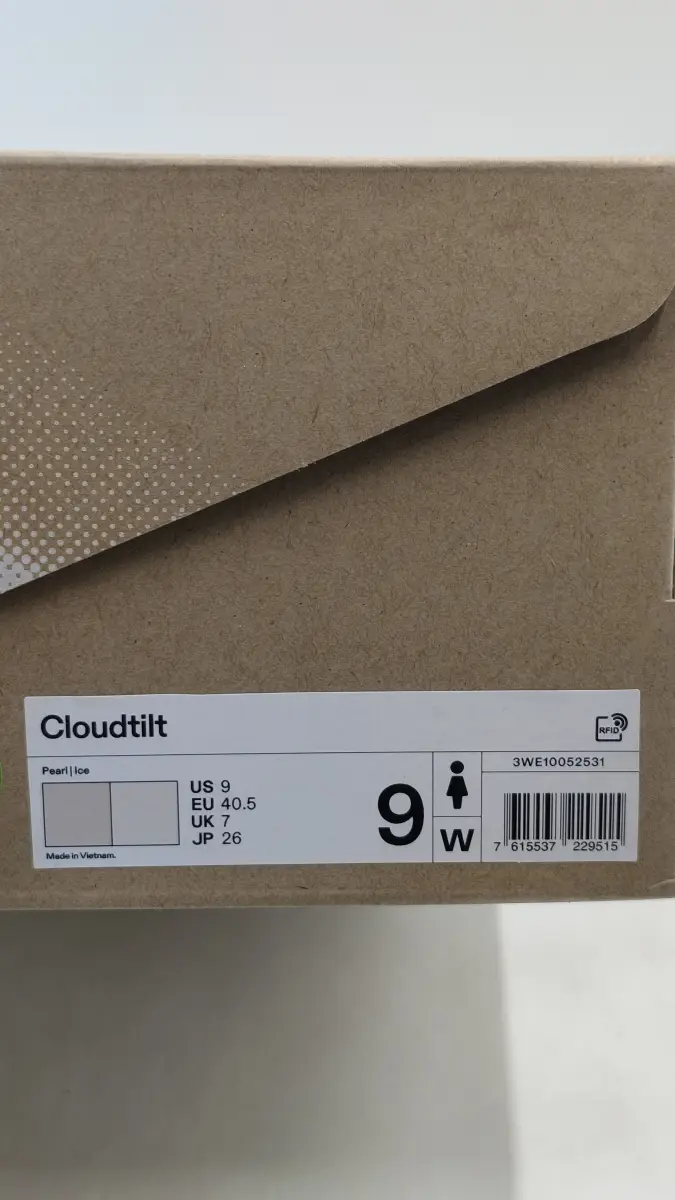 Cloudtilt
RFID
Pearl | Ice
US 9
EU 40.5
UK 7
JP 26
Made in Vietnam.
9
W
3WE10052531
7 615537 229515